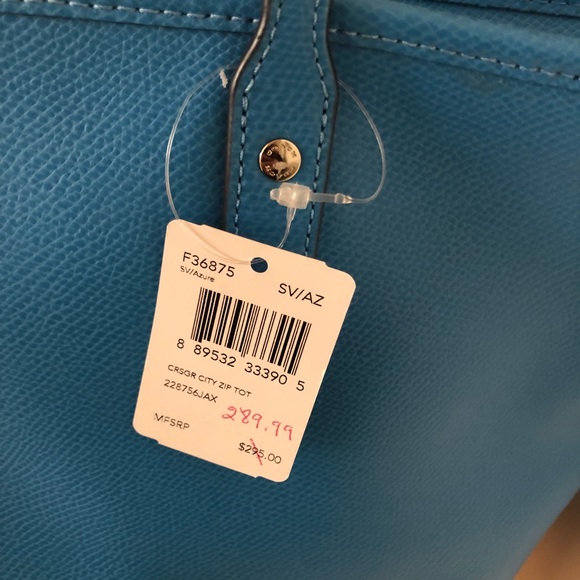 F36875
SV/Azure
SV/AZ
8 89532 33390 5
CRSGR CITY ZIP TOT
228756JAX
289.99
MFSRP
$295.00